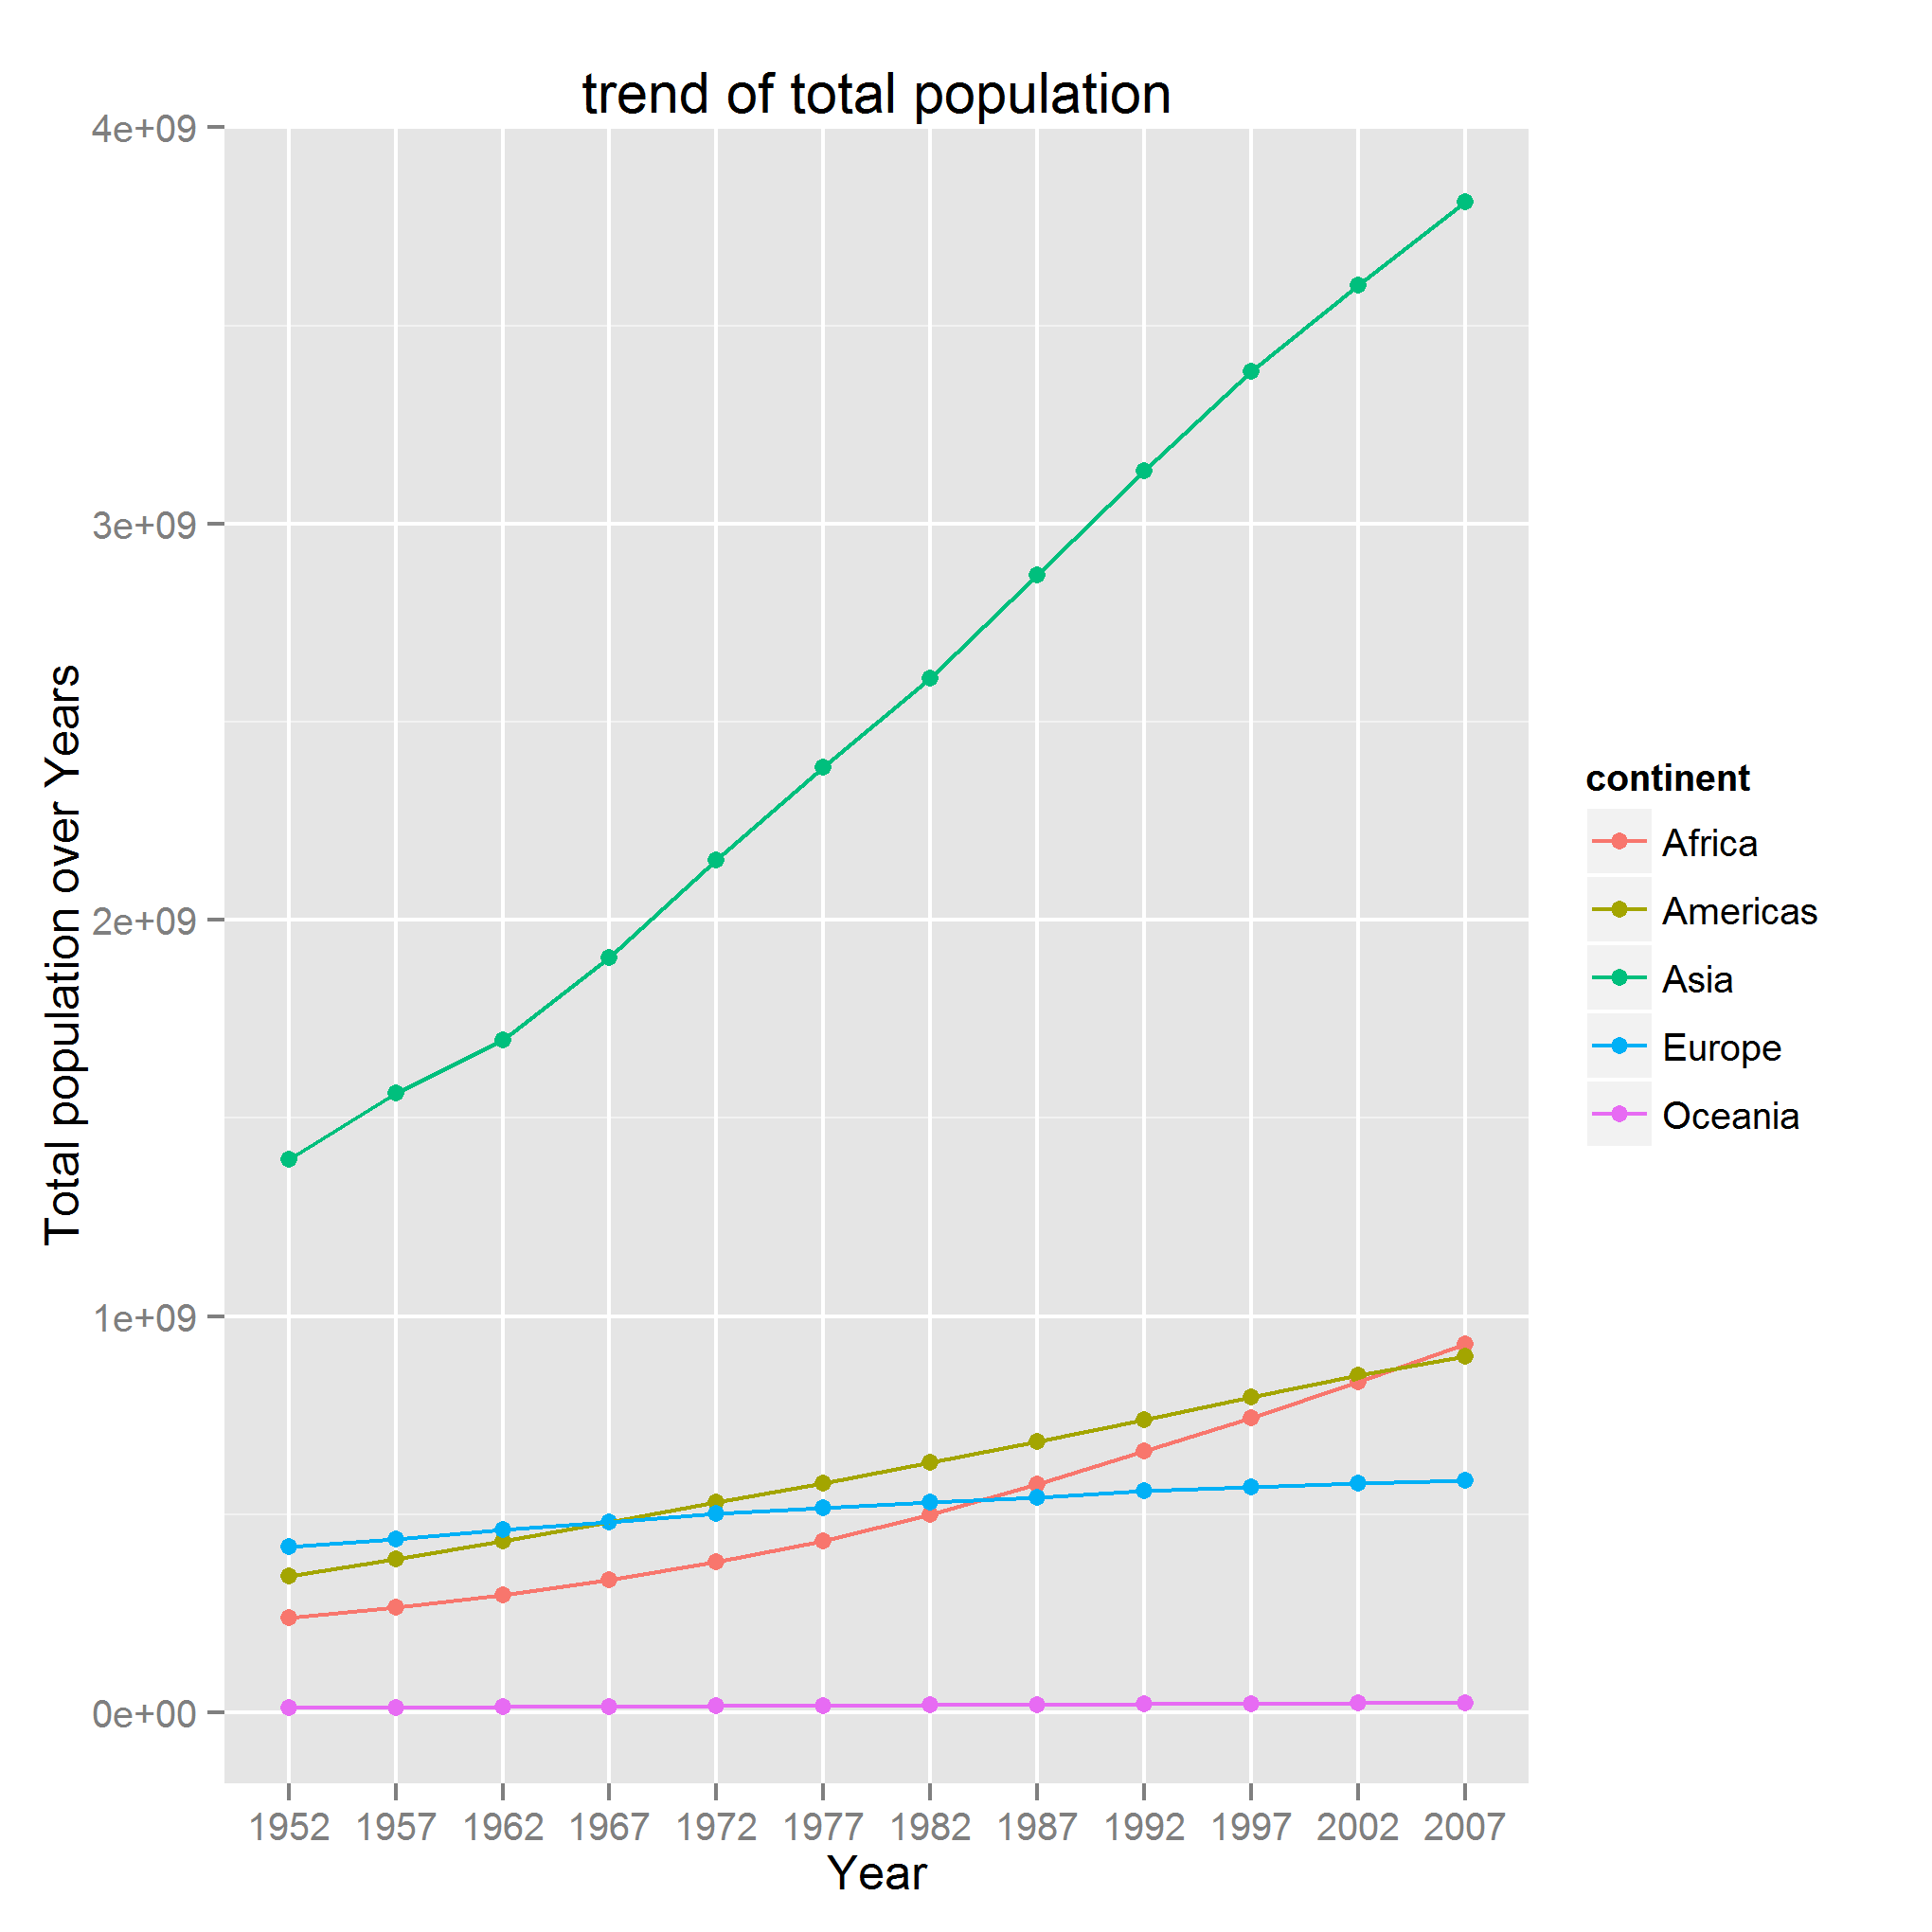 trend of total population
4e+09
3e+09
2e+09
1e+09
0e+00
Total population over Years
1952 1957 1962 1967 1972 1977 1982 1987 1992 1997 2002 2007
Year
continent
Africa
Americas
Asia
Europe
Oceania